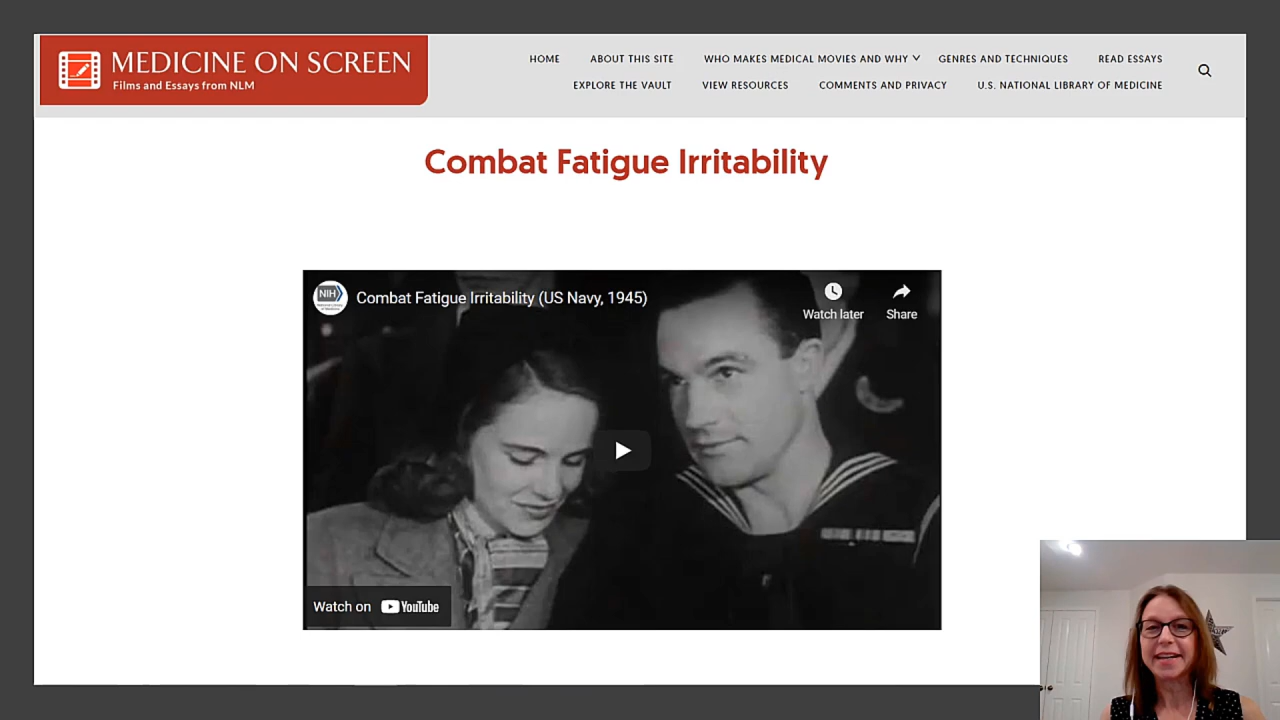 MEDICINE ON SCREEN
Films and Essays from NLM
HOME ABOUT THIS SITE WHO MAKES MEDICAL MOVIES AND WHY GENRES AND TECHNIQUES READ ESSAYS
EXPLORE THE VAULT VIEW RESOURCES COMMENTS AND PRIVACY U.S. NATIONAL LIBRARY OF MEDICINE
Combat Fatigue Irritability
NIH
Combat Fatigue Irritability (US Navy, 1945)
Watch later
Share
Watch on YouTube